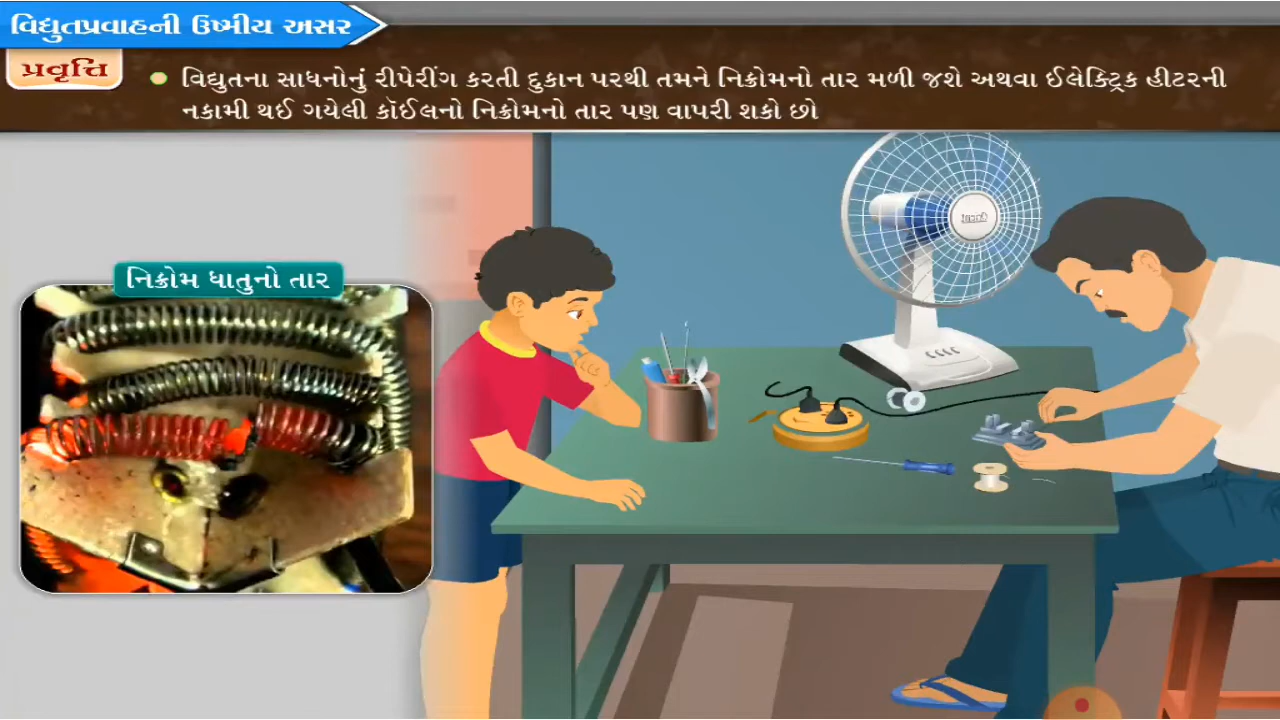 વિદ્યુતપ્રવાહની ઉષ્મીય અસર
પ્રવૃત્તિ
વિદ્યુતના સાધનોનું રીપેરીંગ કરતી દુકાન પરથી તમને નિક્રોમનો તાર મળી જશે અથવા ઈલેક્ટ્રિક હીટરની
નકામી થઈ ગયેલી કૉઈલનો નિક્રોમનો તાર પણ વાપરી શકો છો
નિક્રોમ ધાતુનો તાર